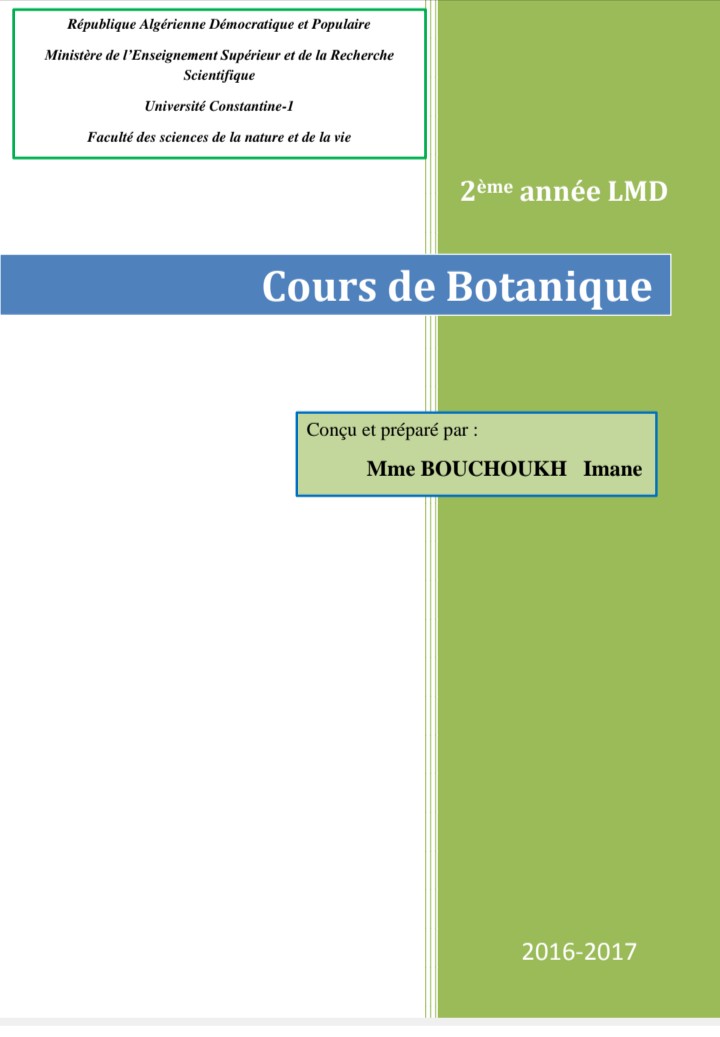 République Algérienne Démocratique et Populaire
Ministère de l'Enseignement Supérieur et de la Recherche
Scientifique
Université Constantine-1
Faculté des sciences de la nature et de la vie
2ème année LMD
Cours de Botanique
Conçu et préparé par :
Mme BOUCHOUKH Imane
2016-2017